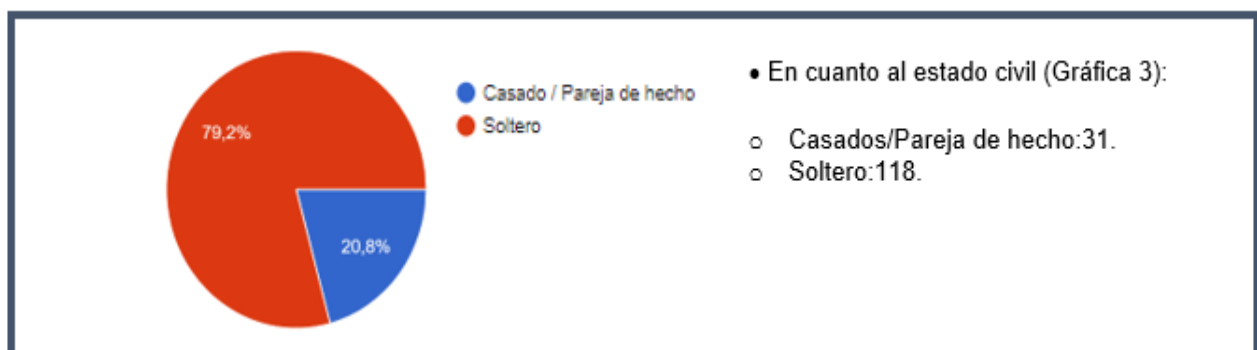 79,2%
20,8%
Casado / Pareja de hecho
Soltero
• En cuanto al estado civil (Gráfica 3):
o Casados/Pareja de hecho:31.
o Soltero:118.